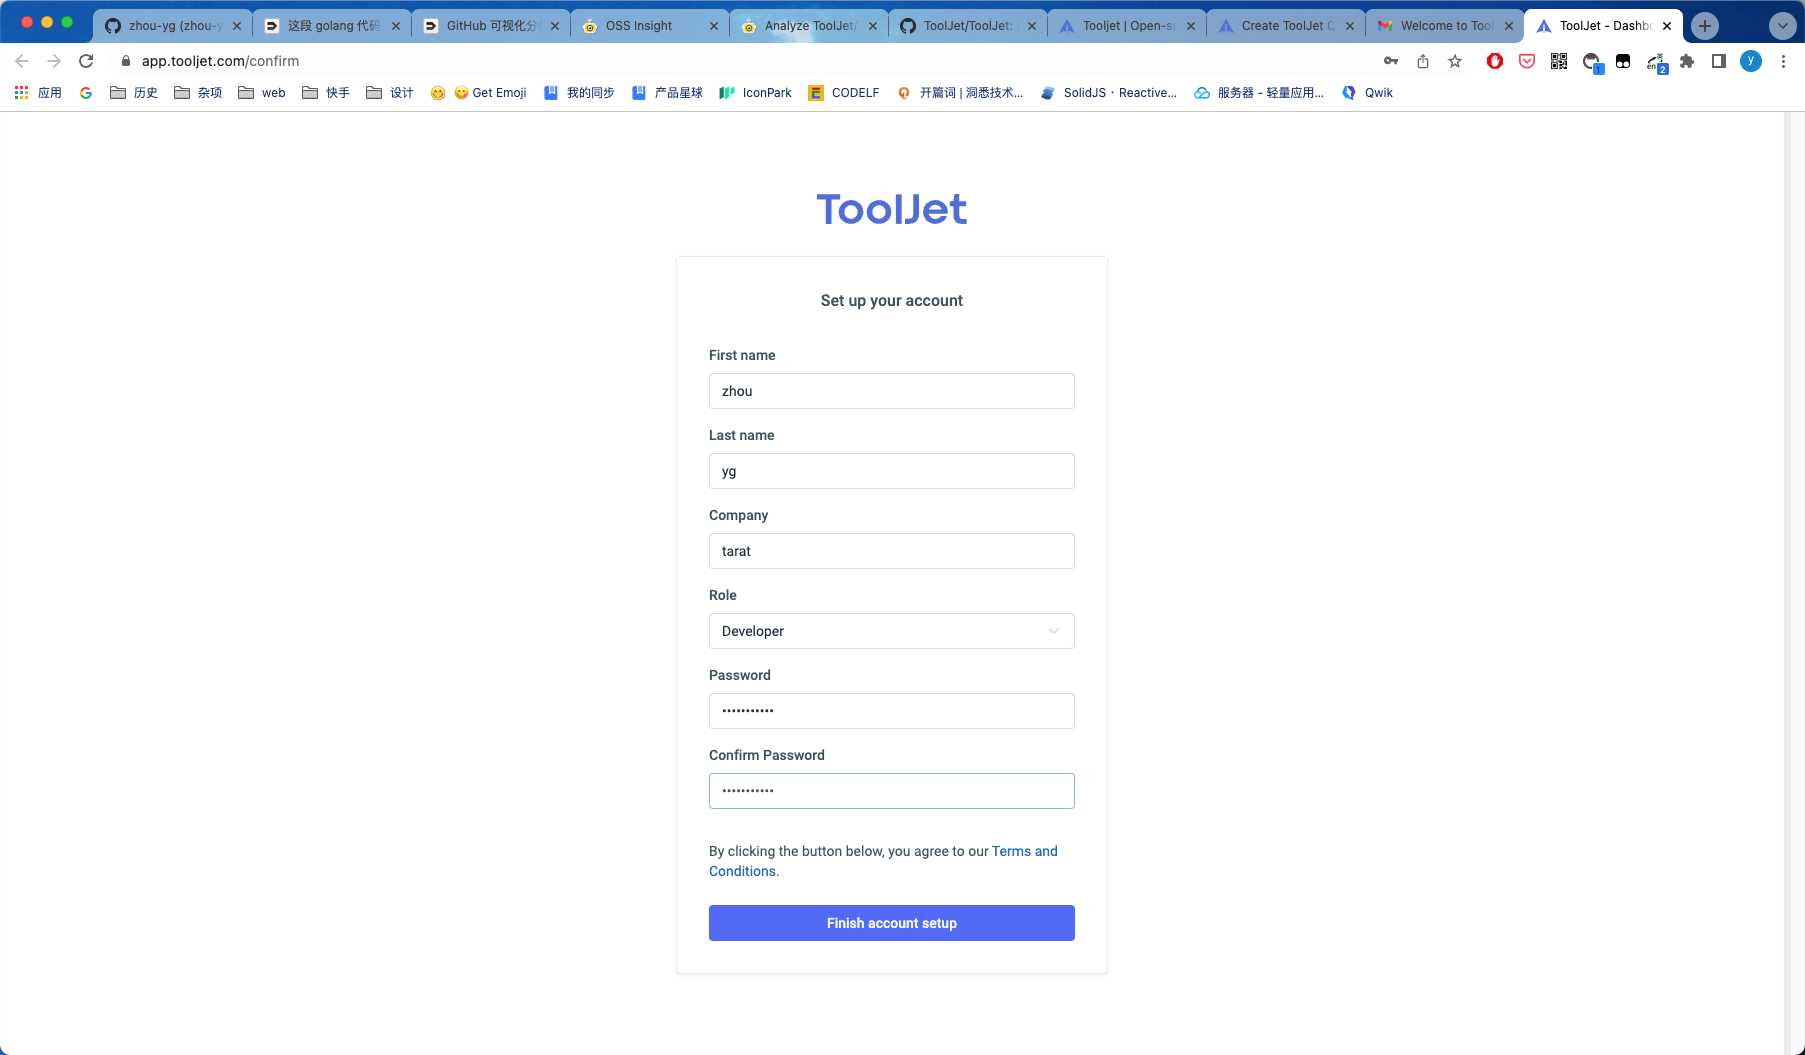 zhou-yg (zhou-y
这段 golang 代码
GitHub 可视化分
OSS Insight
Analyze ToolJet/
ToolJet/ToolJet:
Tooljet | Open-so
Create ToolJet C
Welcome to Tool
ToolJet - Dashbo
app.tooljet.com/confirm
1
2
y
应用
历史
杂项
web
快手
设计
Get Emoji
我的同步
产品星球
IconPark
CODELF
开篇词 | 洞悉技术...
SolidJS · Reactive...
服务器 - 轻量应用...
Qwik
ToolJet
Set up your account
First name
zhou
Last name
yg
Company
tarat
Role
Developer
Password
•••••••••••
Confirm Password
•••••••••••
By clicking the button below, you agree to our Terms and
Conditions.
Finish account setup